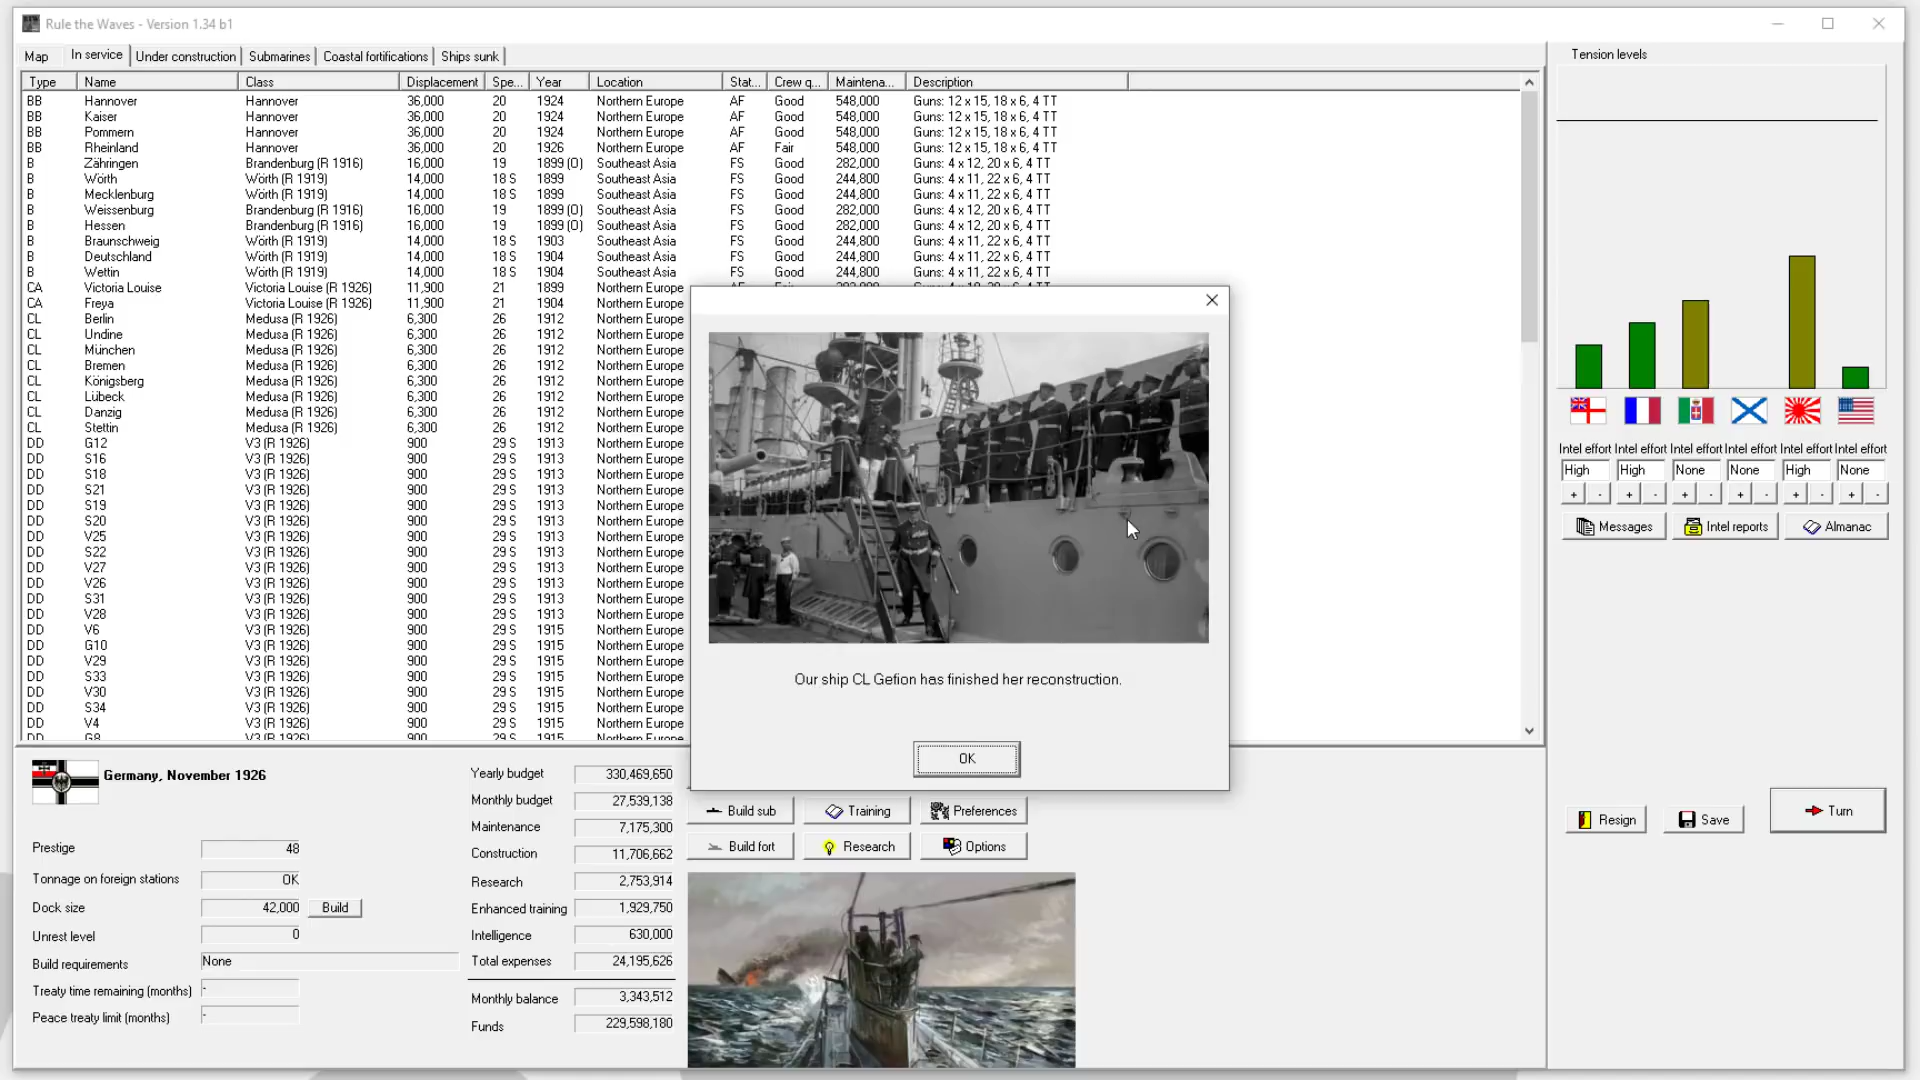 Rule the Waves - Version 1.34 b1
Map In service Under construction Submarines Coastal fortifications Ships sunk
Type Name Class Displacement Spe... Year Location Stat... Crew q... Maintena... Description
BB Hannover Hannover 36,000 20 1924 Northern Europe AF Good 548,000 Guns: 12 x 15, 18 x 6, 4 TT
BB Kaiser Hannover 36,000 20 1924 Northern Europe AF Good 548,000 Guns: 12 x 15, 18 x 6, 4 TT
BB Pommern Hannover 36,000 20 1924 Northern Europe AF Good 548,000 Guns: 12 x 15, 18 x 6, 4 TT
BB Rheinland Hannover 36,000 20 1926 Northern Europe AF Fair 548,000 Guns: 12 x 15, 18 x 6, 4 TT
B Zähringen Brandenburg (R 1916) 16,000 19 1899 (O) Southeast Asia FS Good 282,000 Guns: 4 x 12, 20 x 6, 4 TT
B Wörth Wörth (R 1919) 14,000 18 S 1899 Southeast Asia FS Good 244,800 Guns: 4 x 11, 22 x 6, 4 TT
B Mecklenburg Wörth (R 1919) 14,000 18 S 1899 Southeast Asia FS Good 244,800 Guns: 4 x 11, 22 x 6, 4 TT
B Weissenburg Brandenburg (R 1916) 16,000 19 1899 (O) Southeast Asia FS Good 282,000 Guns: 4 x 12, 20 x 6, 4 TT
B Hessen Brandenburg (R 1916) 16,000 19 1899 (O) Southeast Asia FS Good 282,000 Guns: 4 x 12, 20 x 6, 4 TT
B Braunschweig Wörth (R 1919) 14,000 18 S 1903 Southeast Asia FS Good 244,800 Guns: 4 x 11, 22 x 6, 4 TT
B Deutschland Wörth (R 1919) 14,000 18 S 1904 Southeast Asia FS Good 244,800 Guns: 4 x 11, 22 x 6, 4 TT
B Wettin Wörth (R 1919) 14,000 18 S 1904 Southeast Asia FS Good 244,800 Guns: 4 x 11, 22 x 6, 4 TT
CA Victoria Louise Victoria Louise (R 1926) 11,900 21 1899 Northern Europe
CA Freya Victoria Louise (R 1926) 11,900 21 1904 Northern Europe
CL Berlin Medusa (R 1926) 6,300 26 1912 Northern Europe
CL Undine Medusa (R 1926) 6,300 26 1912 Northern Europe
CL München Medusa (R 1926) 6,300 26 1912 Northern Europe
CL Bremen Medusa (R 1926) 6,300 26 1912 Northern Europe
CL Königsberg Medusa (R 1926) 6,300 26 1912 Northern Europe
CL Lübeck Medusa (R 1926) 6,300 26 1912 Northern Europe
CL Danzig Medusa (R 1926) 6,300 26 1912 Northern Europe
CL Stettin Medusa (R 1926) 6,300 26 1912 Northern Europe
DD G12 V3 (R 1926) 900 29 S 1913 Northern Europe
DD S16 V3 (R 1926) 900 29 S 1913 Northern Europe
DD S18 V3 (R 1926) 900 29 S 1913 Northern Europe
DD S21 V3 (R 1926) 900 29 S 1913 Northern Europe
DD S19 V3 (R 1926) 900 29 S 1913 Northern Europe
DD S20 V3 (R 1926) 900 29 S 1913 Northern Europe
DD V25 V3 (R 1926) 900 29 S 1913 Northern Europe
DD S22 V3 (R 1926) 900 29 S 1913 Northern Europe
DD V27 V3 (R 1926) 900 29 S 1913 Northern Europe
DD V26 V3 (R 1926) 900 29 S 1913 Northern Europe
DD S31 V3 (R 1926) 900 29 S 1913 Northern Europe
DD V28 V3 (R 1926) 900 29 S 1913 Northern Europe
DD V6 V3 (R 1926) 900 29 S 1915 Northern Europe
DD G10 V3 (R 1926) 900 29 S 1915 Northern Europe
DD V29 V3 (R 1926) 900 29 S 1915 Northern Europe
DD S33 V3 (R 1926) 900 29 S 1915 Northern Europe
DD V30 V3 (R 1926) 900 29 S 1915 Northern Europe
DD S34 V3 (R 1926) 900 29 S 1915 Northern Europe
DD V4 V3 (R 1926) 900 29 S 1915 Northern Europe
DD G8 V3 (R 1926) 900 29 S 1915 Northern Europe
Our ship CL Gefion has finished her reconstruction.
OK
Tension levels
Intel effort Intel effort Intel effort Intel effort Intel effort Intel effort
High High None None High None
+ - + - + - + - + - + -
Messages Intel reports Almanac
Resign Save Turn
Germany, November 1926
Prestige 48
Tonnage on foreign stations OK
Dock size 42,000 Build
Unrest level 0
Build requirements None
Treaty time remaining (months) -
Peace treaty limit (months) -
Yearly budget 330,469,650
Monthly budget 27,539,138
Maintenance 7,175,300
Construction 11,706,662
Research 2,753,914
Enhanced training 1,929,750
Intelligence 630,000
Total expenses 24,195,626
Monthly balance 3,343,512
Funds 229,598,180
Build sub Training Preferences
Build fort Research Options